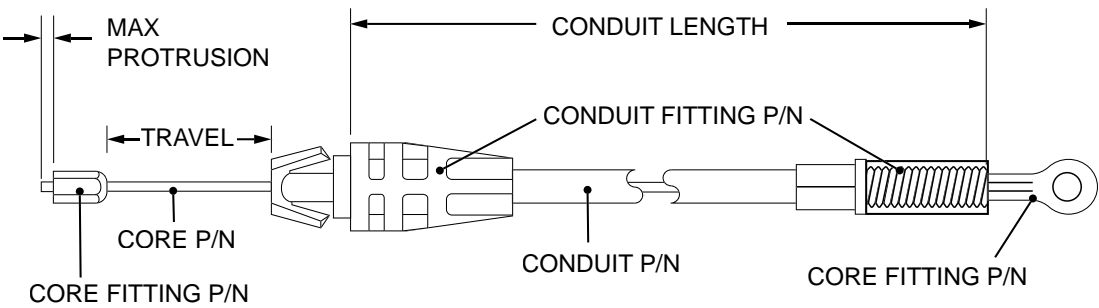 MAX
PROTRUSION
CONDUIT LENGTH
TRAVEL
CONDUIT FITTING P/N
CORE P/N
CONDUIT P/N
CORE FITTING P/N
CORE FITTING P/N